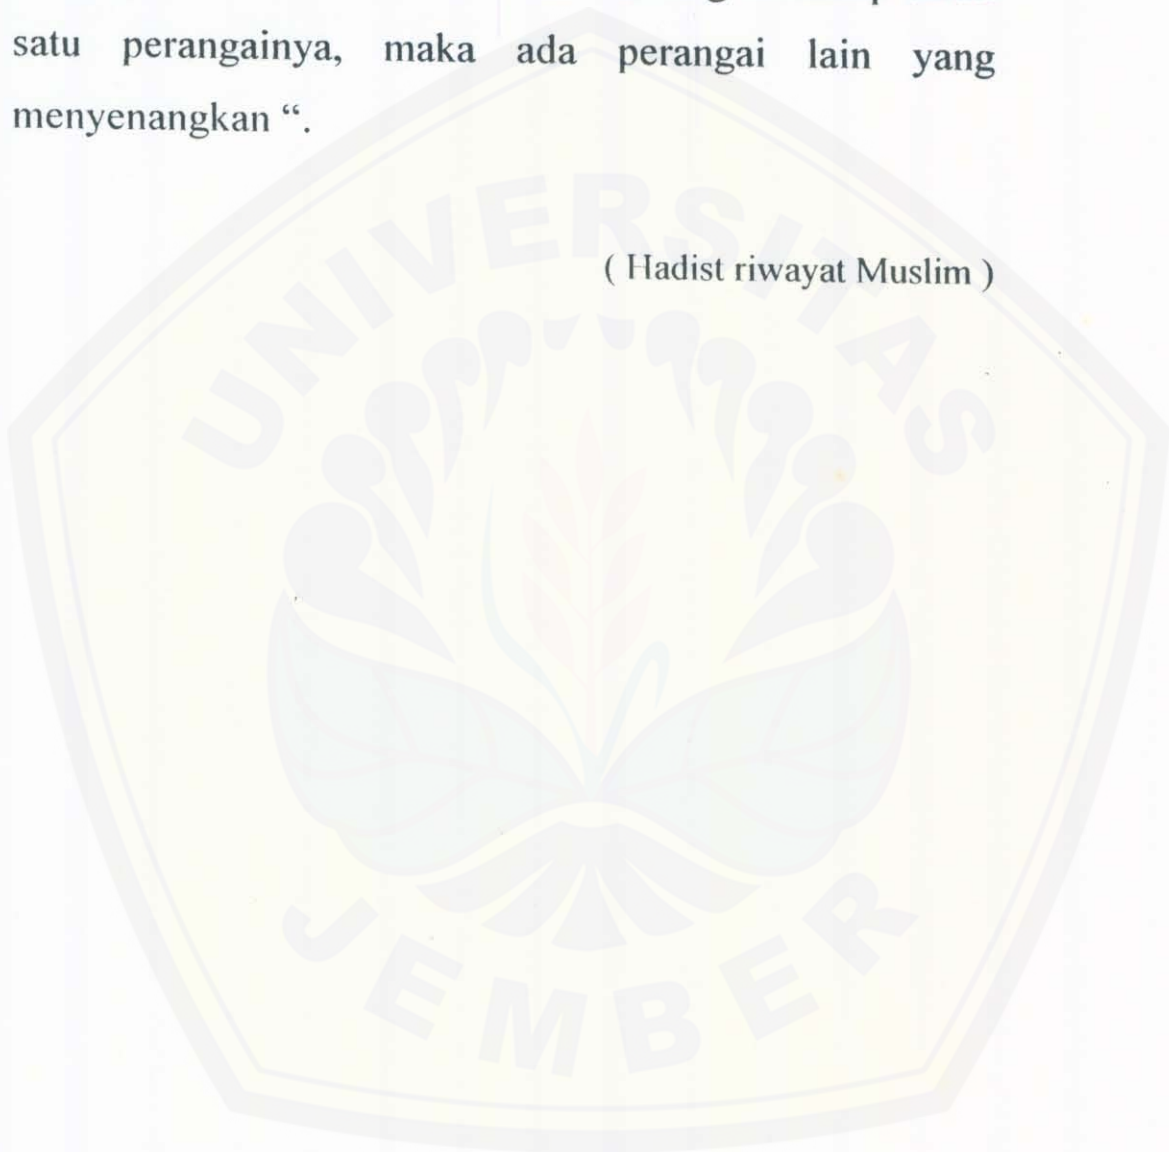 satu perangainya, maka ada perangai lain yang
menyenangkan “.
( Hadist riwayat Muslim )
UNIVERSITAS
JEMBER